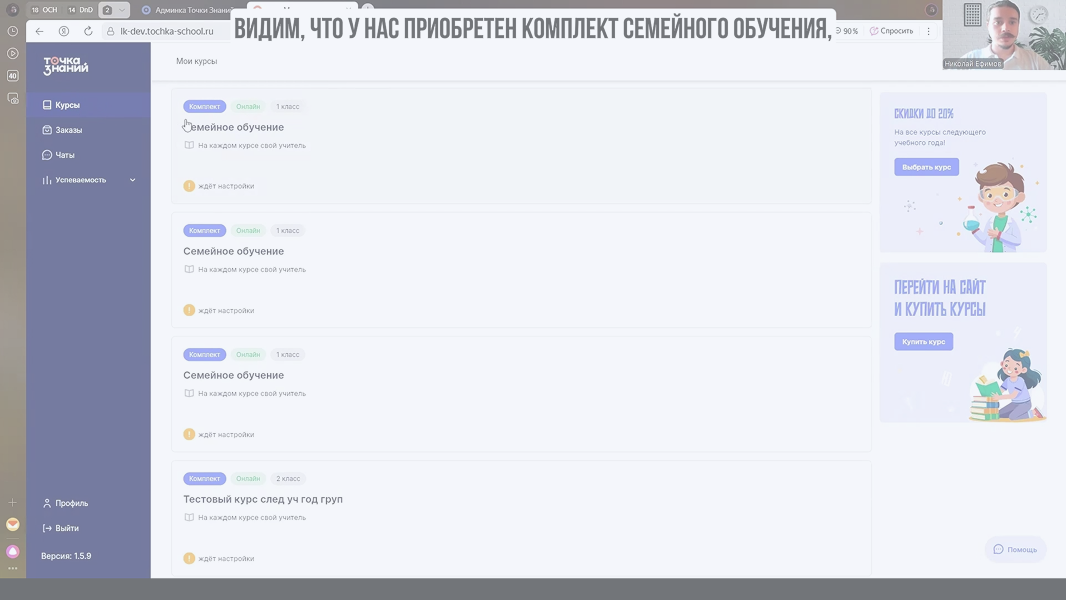 18 ОСН 14 DnD 2 Админка Точки Знаний
lk-dev.tochka-school.ru
90% Спросить
ВИДИМ, ЧТО У НАС ПРИОБРЕТЕН КОМПЛЕКТ СЕМЕЙНОГО ОБУЧЕНИЯ,
Николай Ефимов
40
точка
знаний
Курсы
Заказы
Чаты
Успеваемость
Профиль
Выйти
Версия: 1.5.9
Мои курсы
Комплект Онлайн 1 класс
Семейное обучение
На каждом курсе свой учитель
ждёт настройки
Комплект Онлайн 1 класс
Семейное обучение
На каждом курсе свой учитель
ждёт настройки
Комплект Онлайн 1 класс
Семейное обучение
На каждом курсе свой учитель
ждёт настройки
Комплект Онлайн 2 класс
Тестовый курс след уч год груп
На каждом курсе свой учитель
ждёт настройки
СКИДКИ ДО 20%
На все курсы следующего
учебного года!
Выбрать курс
ПЕРЕЙТИ НА САЙТ
И КУПИТЬ КУРСЫ
Купить курс
Помощь